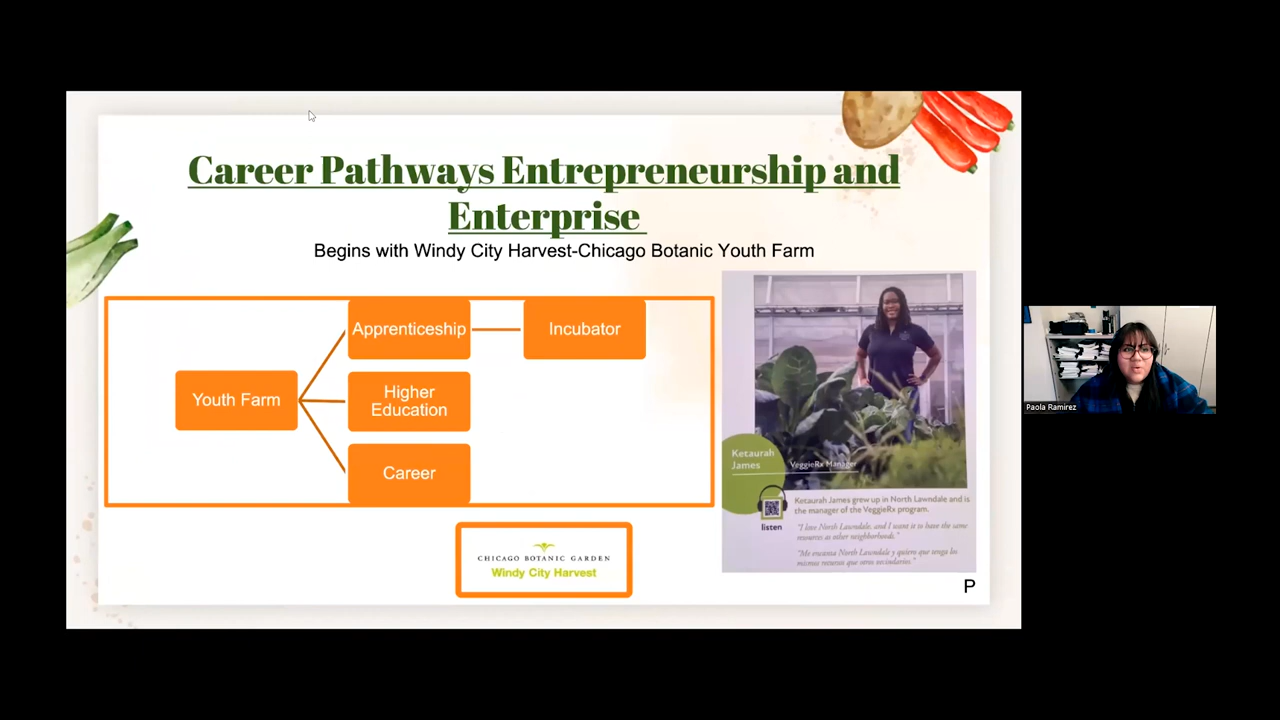 Career Pathways Entrepreneurship and
Enterprise
Begins with Windy City Harvest-Chicago Botanic Youth Farm
Youth Farm
Apprenticeship
Incubator
Higher
Education
Career
CHICAGO BOTANIC GARDEN
Windy City Harvest
Ketaurah
James
VeggieRx Manager
listen
Ketaurah James grew up in North Lawndale and is
the manager of the VeggieRx program.
"I love North Lawndale, and I want it to have the same
resources as other neighborhoods."
"Me encanta North Lawndale y quiero que tenga los
mismos que otros vecindarios."
P
Paola Ramirez